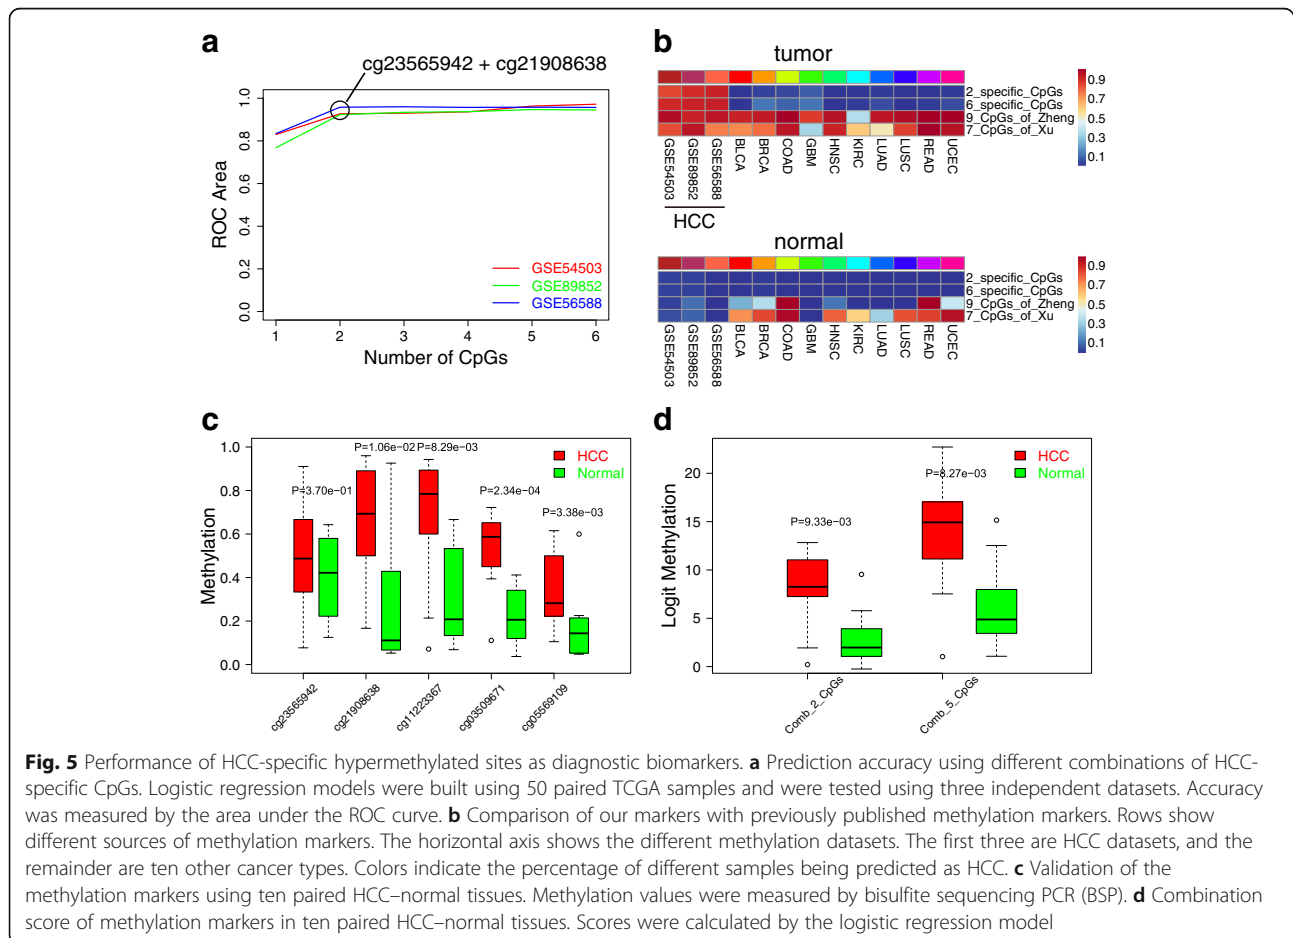 a
cg23565942 + cg21908638
ROC Area
1.0
0.8
0.6
0.4
0.2
0.0
GSE54503
GSE89852
GSE56588
1 2 3 4 5 6
Number of CpGs
b
tumor
2_specific_CpGs
6_specific_CpGs
9_CpGs_of_Zheng
7_CpGs_of_Xu
GSE54503 GSE89852 GSE56588 BLCA BRCA COAD GBM HNSC KIRC LUAD LUSC READ UCEC
HCC
0.9
0.7
0.5
0.3
0.1
normal
2_specific_CpGs
6_specific_CpGs
9_CpGs_of_Zheng
7_CpGs_of_Xu
GSE54503 GSE89852 GSE56588 BLCA BRCA COAD GBM HNSC KIRC LUAD LUSC READ UCEC
0.9
0.7
0.5
0.3
0.1
c
Methylation
1.0
0.8
0.6
0.4
0.2
0.0
P=3.70e−01
P=1.06e−02
P=8.29e−03
P=2.34e−04
P=3.38e−03
HCC
Normal
cg23565942 cg21908638 cg11223367 cg03509671 cg05569109
d
Logit Methylation
20
15
10
5
0
P=9.33e−03
P=8.27e−03
HCC
Normal
Comb_2_CpGs Comb_5_CpGs
Fig. 5 Performance of HCC-specific hypermethylated sites as diagnostic biomarkers. a Prediction accuracy using different combinations of HCC-
specific CpGs. Logistic regression models were built using 50 paired TCGA samples and were tested using three independent datasets. Accuracy
was measured by the area under the ROC curve. b Comparison of our markers with previously published methylation markers. Rows show
different sources of methylation markers. The horizontal axis shows the different methylation datasets. The first three are HCC datasets, and the
remainder are ten other cancer types. Colors indicate the percentage of different samples being predicted as HCC. c Validation of the
methylation markers using ten paired HCC–normal tissues. Methylation values were measured by bisulfite sequencing PCR (BSP). d Combination
score of methylation markers in ten paired HCC–normal tissues. Scores were calculated by the logistic regression model